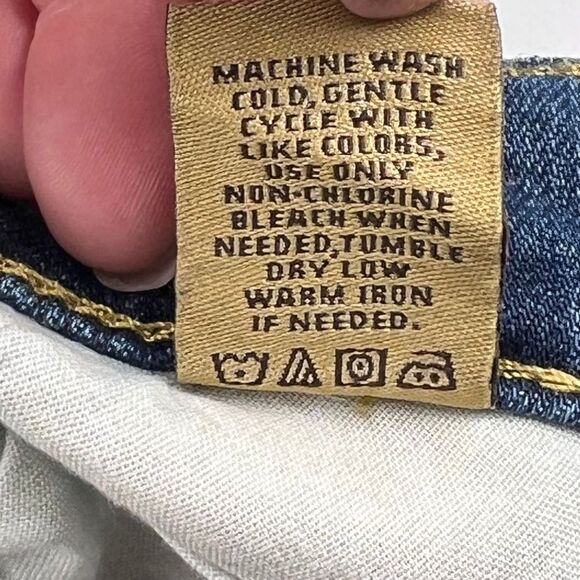 MACHINE WASH
COLD, GENTLE
CYCLE WITH
LIKE COLORS,
USE ONLY
NON-CHLORINE
BLEACH WHEN
NEEDED, TUMBLE
DRY LOW
WARM IRON
IF NEEDED.